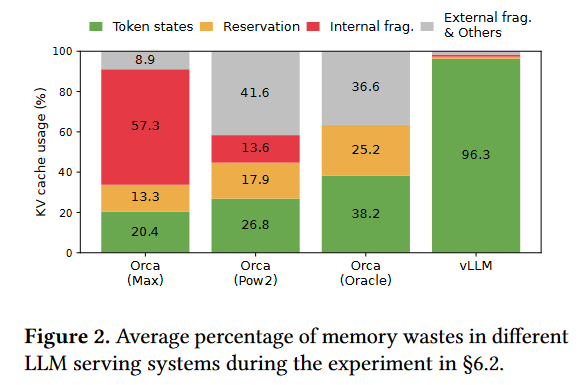 Token states Reservation Internal frag. External frag. & Others
KV cache usage (%)
100
80
60
40
20
0
8.9
57.3
13.3
20.4
41.6
13.6
17.9
26.8
36.6
25.2
38.2
96.3
Orca (Max)
Orca (Pow2)
Orca (Oracle)
vLLM
Figure 2. Average percentage of memory wastes in different
LLM serving systems during the experiment in §6.2.